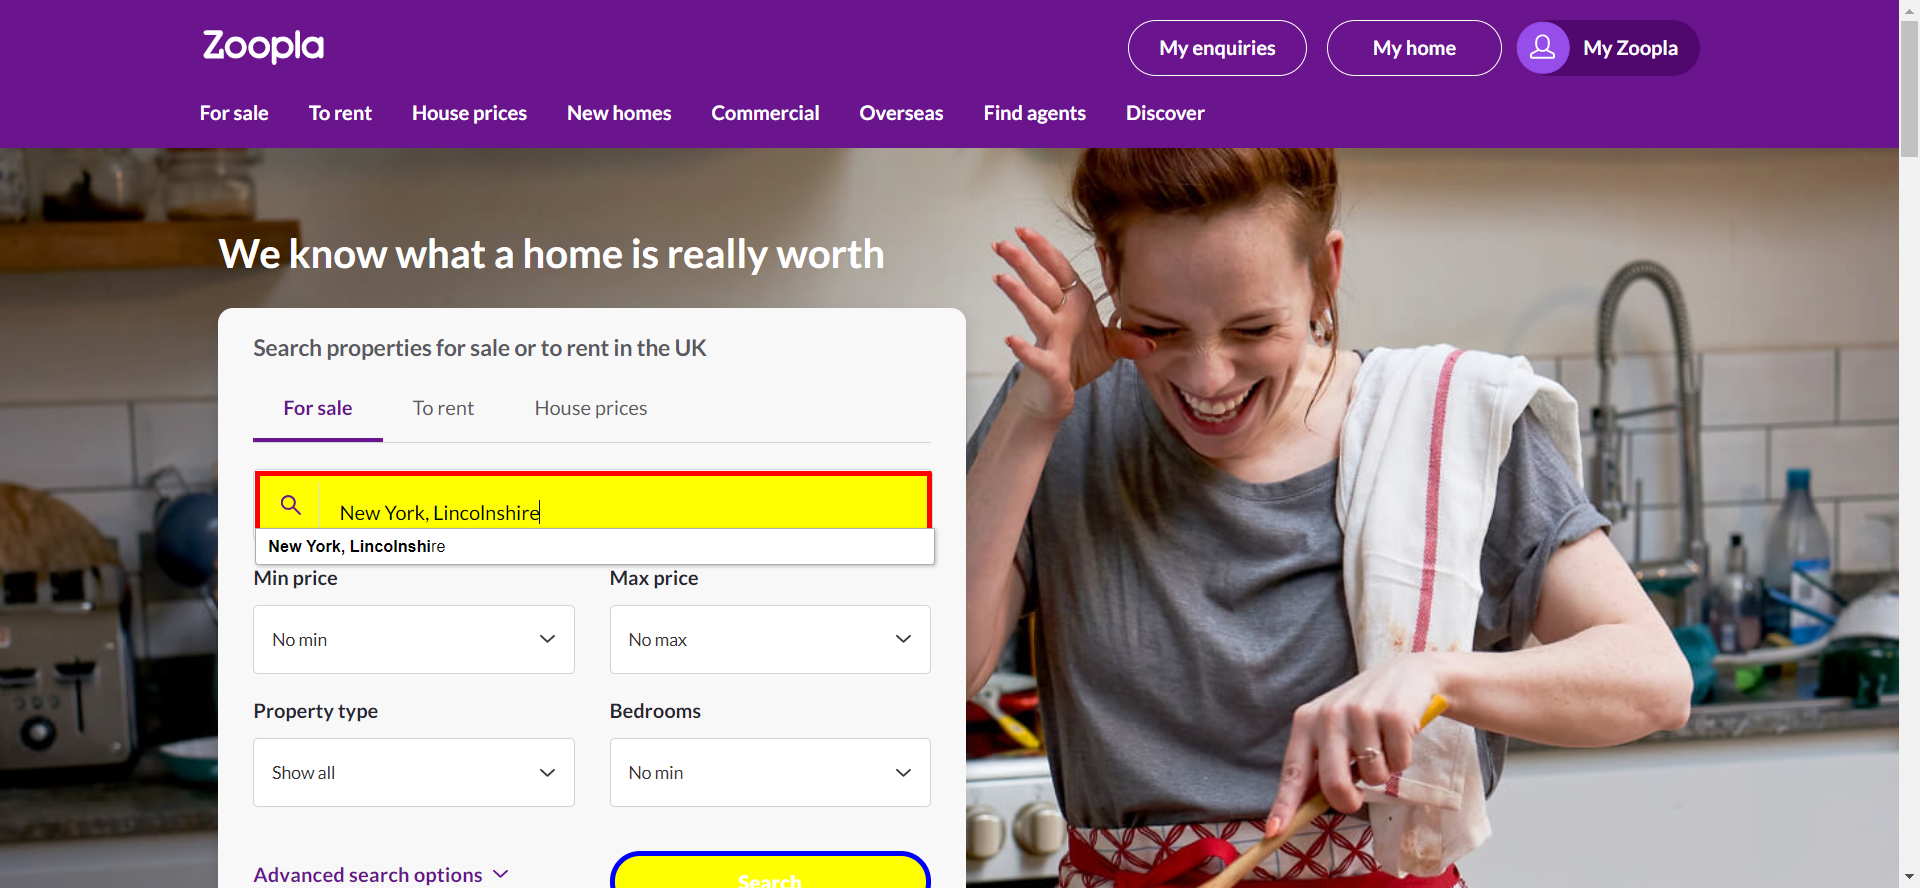 Zoopla
My enquiries
My home
My Zoopla
For sale
To rent
House prices
New homes
Commercial
Overseas
Find agents
Discover
We know what a home is really worth
Search properties for sale or to rent in the UK
For sale
To rent
House prices
New York, Lincolnshire
New York, Lincolnshire
Min price
Max price
No min
No max
Property type
Bedrooms
Show all
No min
Advanced search options
Search